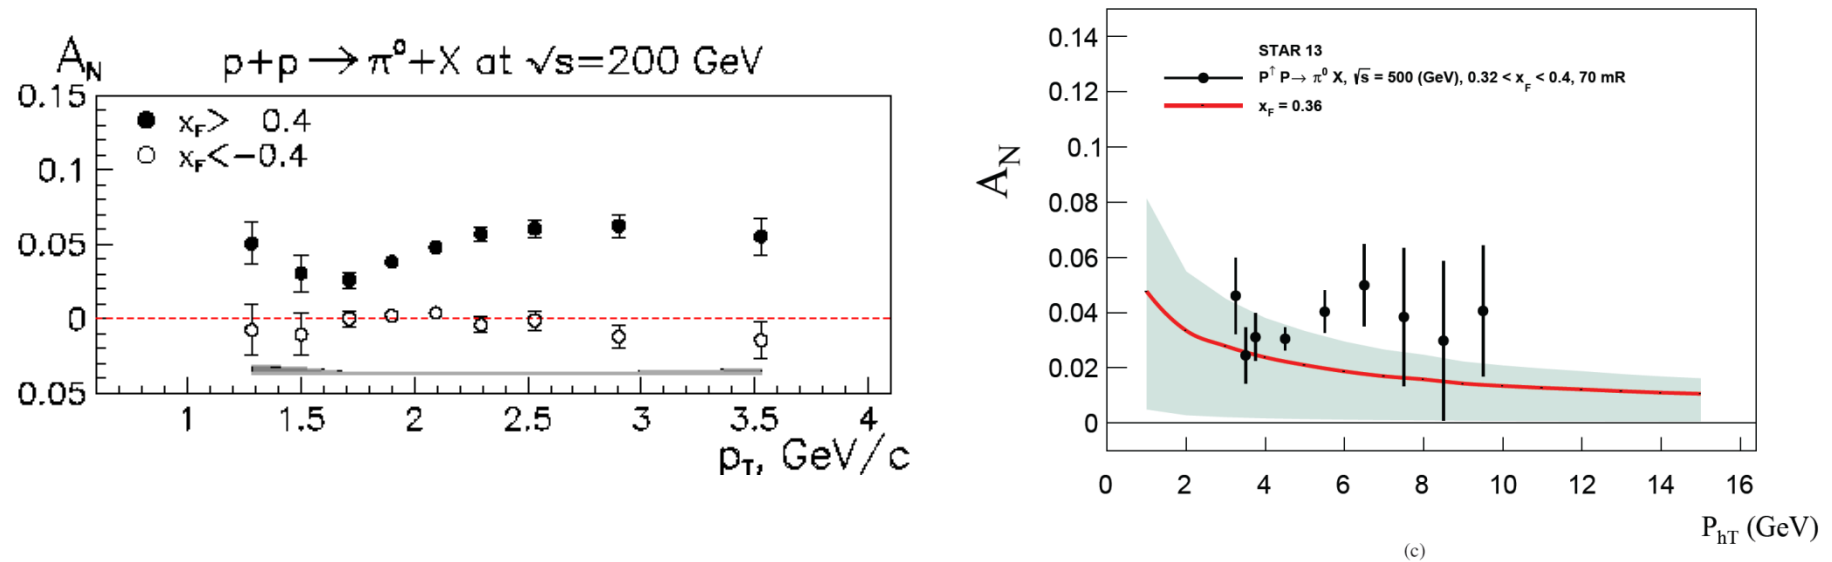 A_N
p+p → π⁰+X at √s=200 GeV
0.15
0.1
0.05
0
0.05
x_F> 0.4
x_F<−0.4
1 1.5 2 2.5 3 3.5 4
p_T, GeV/c
A_N
0.14
0.12
0.1
0.08
0.06
0.04
0.02
0
STAR 13
P↑ P→ π⁰ X, √s = 500 (GeV), 0.32 < x_F < 0.4, 70 mR
x_F = 0.36
0 2 4 6 8 10 12 14 16
P_hT (GeV)
(c)